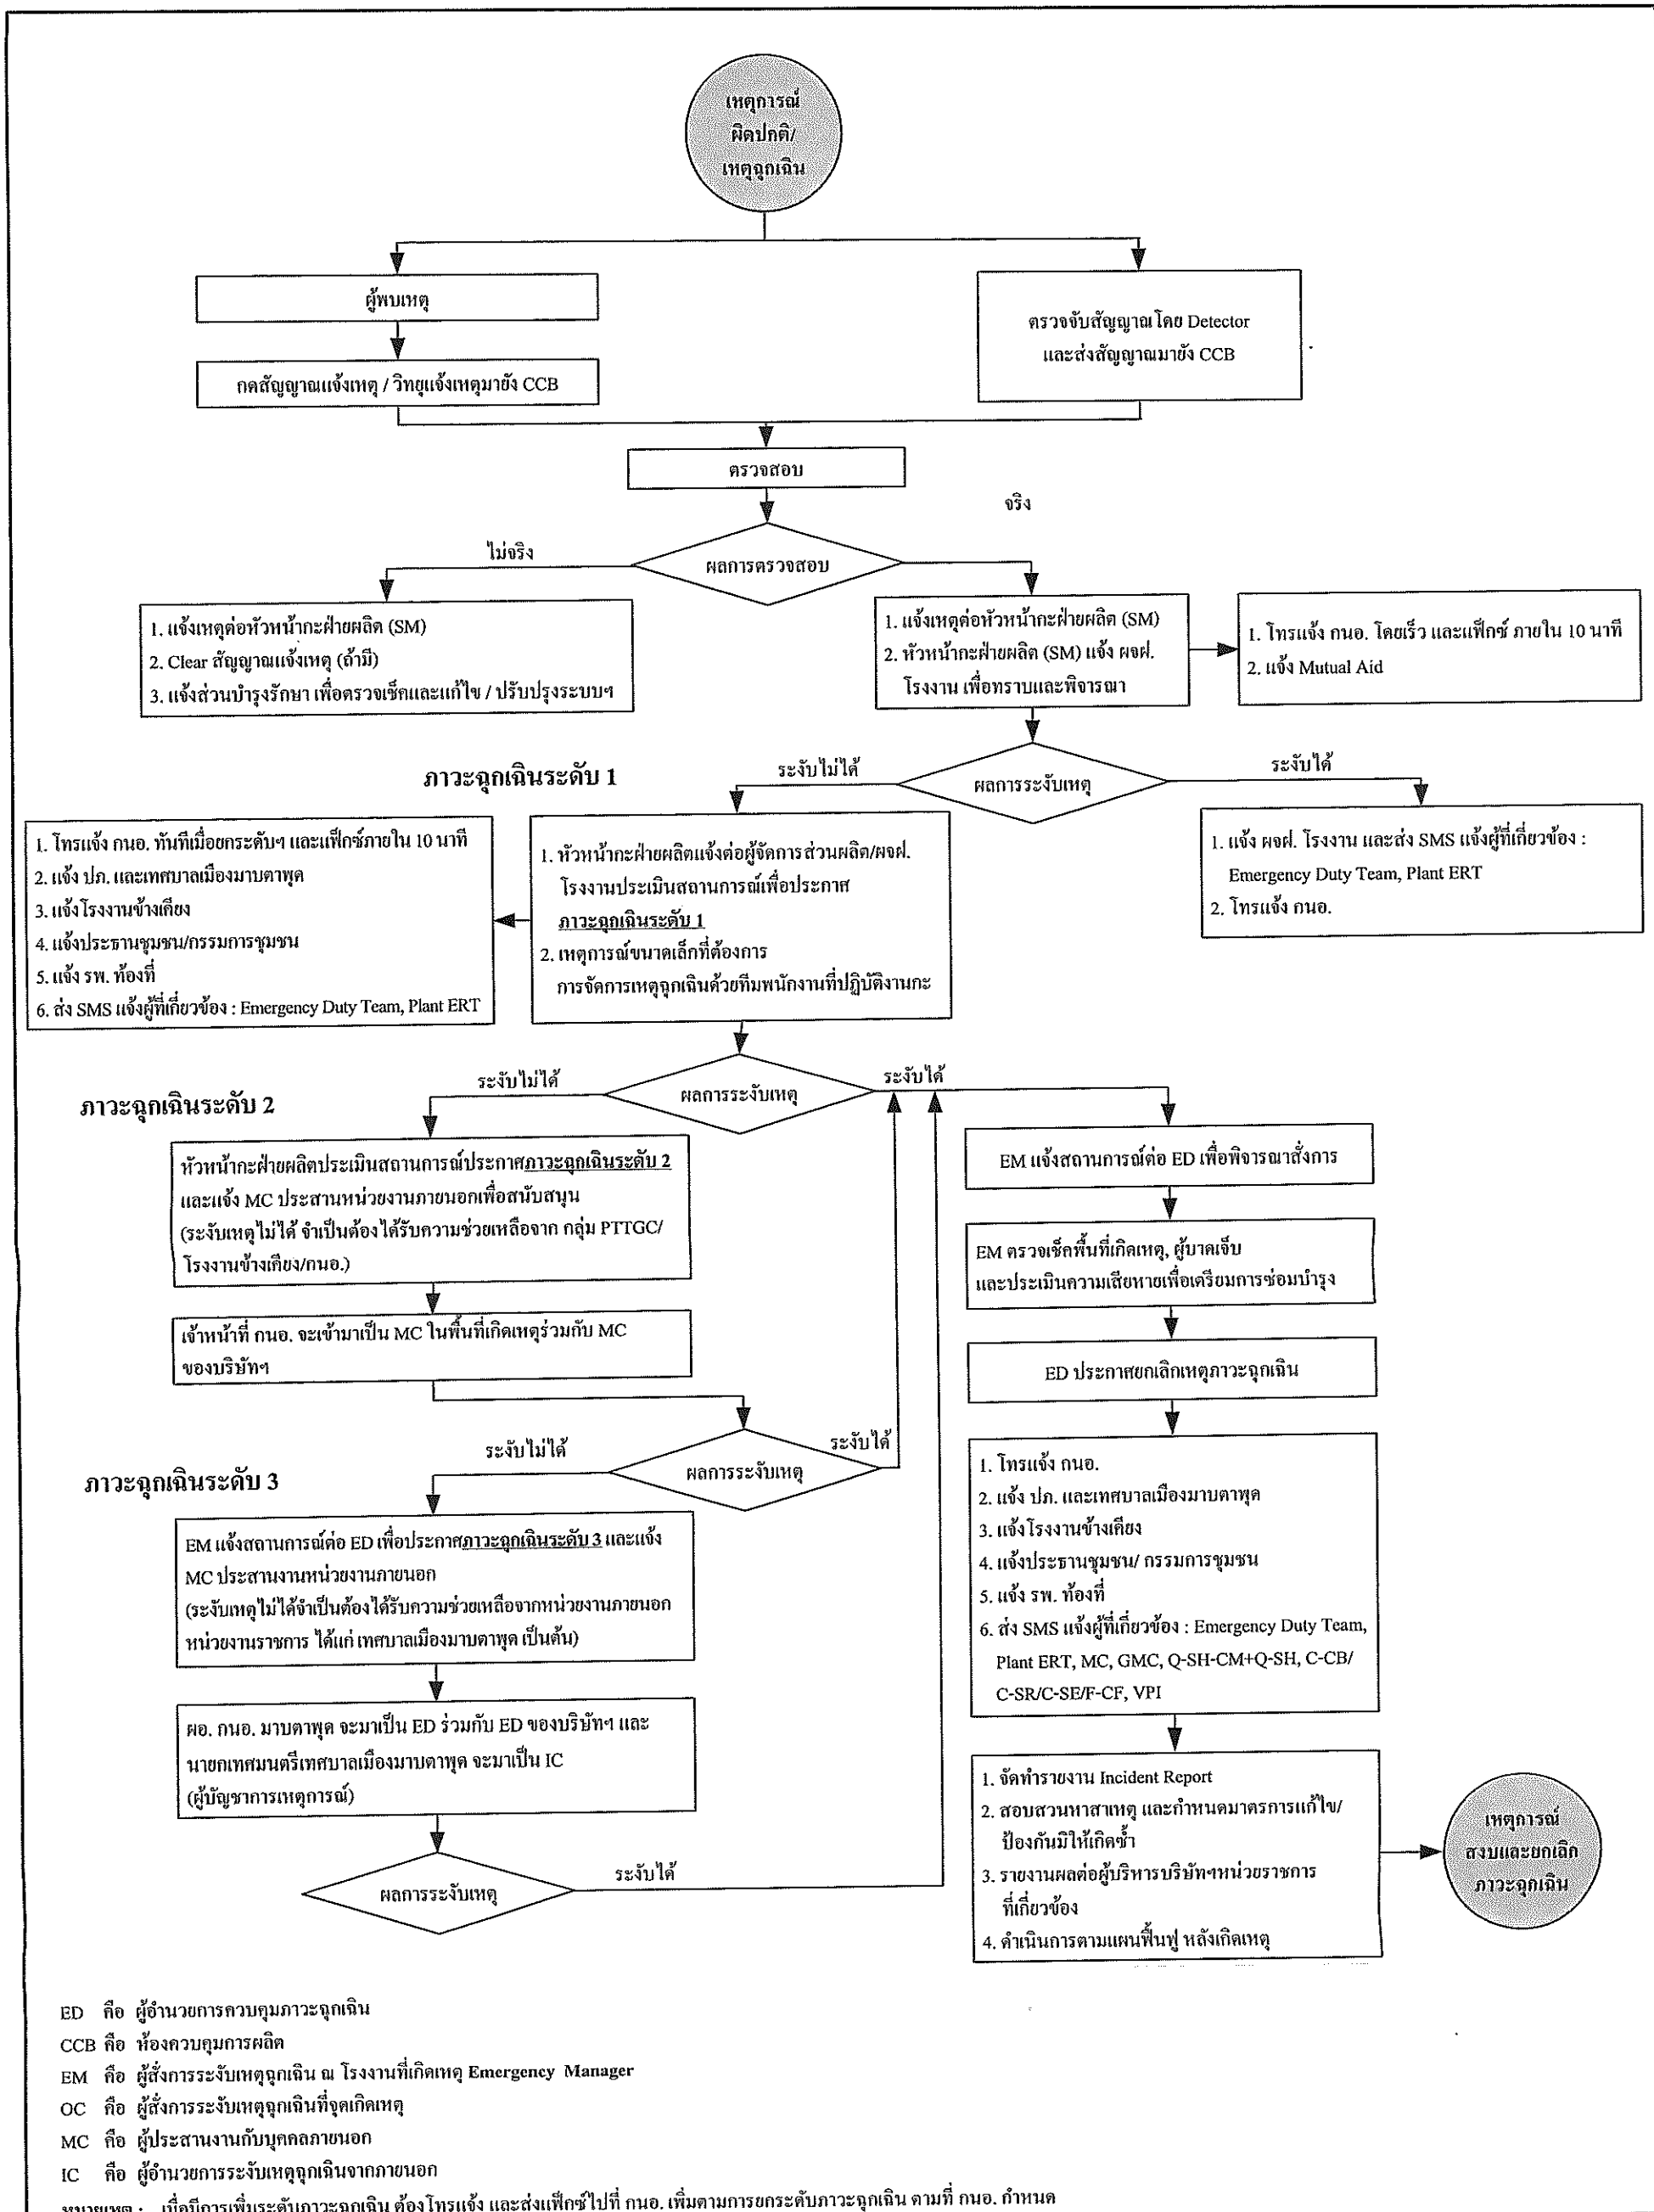 เหตุการณ์
ผิดปกติ/
เหตุฉุกเฉิน
ผู้พบเหตุ
ตรวจจับสัญญาณโดย Detector
และส่งสัญญาณมายัง CCB
กดสัญญาณแจ้งเหตุ / วิทยุแจ้งเหตุมายัง CCB
ตรวจสอบ
จริง
ไม่จริง
ผลการตรวจสอบ
1. แจ้งเหตุต่อหัวหน้ากะฝ่ายผลิต (SM)
2. Clear สัญญาณแจ้งเหตุ (ถ้ามี)
3. แจ้งส่วนบำรุงรักษา เพื่อตรวจเช็คและแก้ไข / ปรับปรุงระบบฯ
1. แจ้งเหตุต่อหัวหน้ากะฝ่ายผลิต (SM)
2. หัวหน้ากะฝ่ายผลิต (SM) แจ้ง ผจฝ.
โรงงาน เพื่อทราบและพิจารณา
1. โทรแจ้ง กนอ. โดยเร็ว และแฟ็กซ์ ภายใน 10 นาที
2. แจ้ง Mutual Aid
ภาวะฉุกเฉินระดับ 1
ระงับไม่ได้
ผลการระงับเหตุ
ระงับได้
1. โทรแจ้ง กนอ. ทันทีเมื่อยกระดับฯ และแฟ็กซ์ภายใน 10 นาที
2. แจ้ง ปภ. และเทศบาลเมืองมาบตาพุด
3. แจ้งโรงงานข้างเคียง
4. แจ้งประธานชุมชน/กรรมการชุมชน
5. แจ้ง รพ. ท้องที่
6. ส่ง SMS แจ้งผู้ที่เกี่ยวข้อง : Emergency Duty Team, Plant ERT
1. หัวหน้ากะฝ่ายผลิตแจ้งต่อผู้จัดการส่วนผลิต/ผจฝ.
โรงงานประเมินสถานการณ์เพื่อประกาศ
ภาวะฉุกเฉินระดับ 1
2. เหตุการณ์ขนาดเล็กที่ต้องการ
การจัดการเหตุฉุกเฉินด้วยทีมพนักงานที่ปฏิบัติงานกะ
1. แจ้ง ผจฝ. โรงงาน และส่ง SMS แจ้งผู้ที่เกี่ยวข้อง :
Emergency Duty Team, Plant ERT
2. โทรแจ้ง กนอ.
ภาวะฉุกเฉินระดับ 2
ระงับไม่ได้
ผลการระงับเหตุ
ระงับได้
หัวหน้ากะฝ่ายผลิตประเมินสถานการณ์ประกาศภาวะฉุกเฉินระดับ 2
และแจ้ง MC ประสานหน่วยงานภายนอกเพื่อสนับสนุน
(ระงับเหตุไม่ได้ จำเป็นต้องได้รับความช่วยเหลือจาก กลุ่ม PTTGC/
โรงงานข้างเคียง/กนอ.)
เจ้าหน้าที่ กนอ. จะเข้ามาเป็น MC ในพื้นที่เกิดเหตุร่วมกับ MC
ของบริษัทฯ
EM แจ้งสถานการณ์ต่อ ED เพื่อพิจารณาสั่งการ
EM ตรวจเช็กพื้นที่เกิดเหตุ, ผู้บาดเจ็บ
และประเมินความเสียหายเพื่อเตรียมการซ่อมบำรุง
ED ประกาศยกเลิกเหตุภาวะฉุกเฉิน
ภาวะฉุกเฉินระดับ 3
ระงับไม่ได้
ผลการระงับเหตุ
ระงับได้
EM แจ้งสถานการณ์ต่อ ED เพื่อประกาศภาวะฉุกเฉินระดับ 3 และแจ้ง
MC ประสานงานหน่วยงานภายนอก
(ระงับเหตุไม่ได้จำเป็นต้องได้รับความช่วยเหลือจากหน่วยงานภายนอก
หน่วยงานราชการ ได้แก่ เทศบาลเมืองมาบตาพุด เป็นต้น)
1. โทรแจ้ง กนอ.
2. แจ้ง ปภ. และเทศบาลเมืองมาบตาพุด
3. แจ้งโรงงานข้างเคียง
4. แจ้งประธานชุมชน/ กรรมการชุมชน
5. แจ้ง รพ. ท้องที่
6. ส่ง SMS แจ้งผู้ที่เกี่ยวข้อง : Emergency Duty Team,
Plant ERT, MC, GMC, Q-SH-CM+Q-SH, C-CB/
C-SR/C-SE/F-CF, VPI
ผอ. กนอ. มาบตาพุด จะมาเป็น ED ร่วมกับ ED ของบริษัทฯ และ
นายกเทศมนตรีเทศบาลเมืองมาบตาพุด จะมาเป็น IC
(ผู้บัญชาการเหตุการณ์)
ผลการระงับเหตุ
ระงับได้
1. จัดทำรายงาน Incident Report
2. สอบสวนหาสาเหตุ และกำหนดมาตรการแก้ไข/
ป้องกันมิให้เกิดซ้ำ
3. รายงานผลต่อผู้บริหารบริษัทฯหน่วยราชการ
ที่เกี่ยวข้อง
4. ดำเนินการตามแผนฟื้นฟู หลังเกิดเหตุ
เหตุการณ์
สงบและยกเลิก
ภาวะฉุกเฉิน
ED คือ ผู้อำนวยการควบคุมภาวะฉุกเฉิน
CCB คือ ห้องควบคุมการผลิต
EM คือ ผู้สั่งการระงับเหตุฉุกเฉิน ณ โรงงานที่เกิดเหตุ Emergency Manager
OC คือ ผู้สั่งการระงับเหตุฉุกเฉินที่จุดเกิดเหตุ
MC คือ ผู้ประสานงานกับบุคคลภายนอก
IC คือ ผู้อำนวยการระงับเหตุฉุกเฉินจากภายนอก
หมายเหตุ : เมื่อมีการเพิ่มระดับภาวะฉุกเฉิน ต้องโทรแจ้ง และส่งแฟ็กซ์ไปที่ กนอ. เพิ่มตามการยกระดับภาวะฉุกเฉิน ตามที่ กนอ. กำหนด